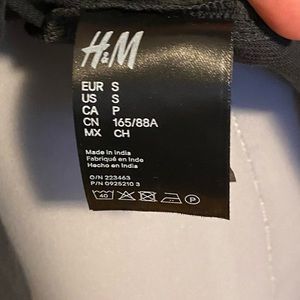 H&M
EUR S
US S
CA P
CN 165/88A
MX CH
Made in India
Fabriqué en Inde
Hecho en India
O/N 223463
P/N 0925210 3
40 P